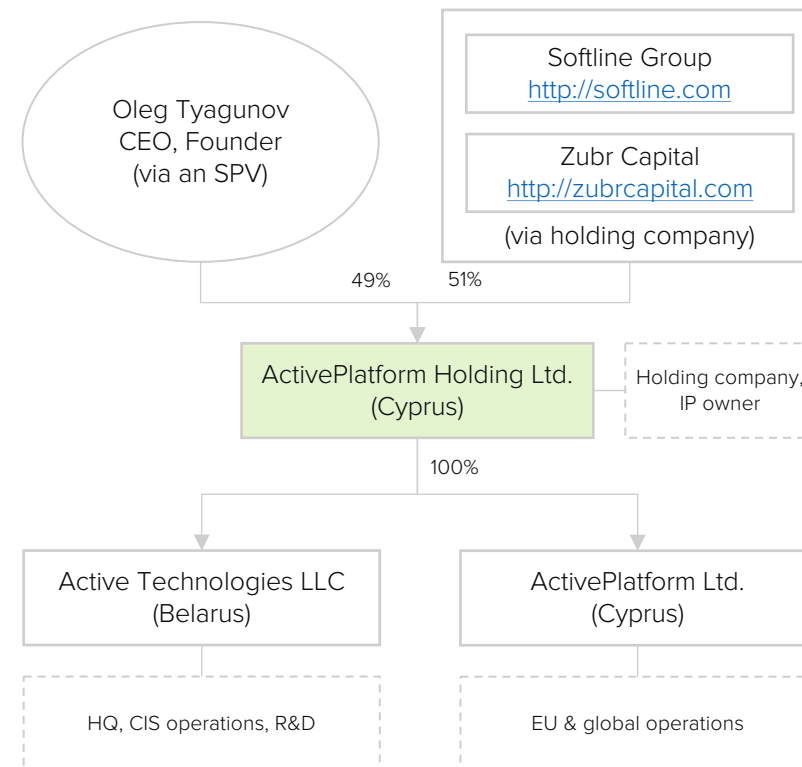 Oleg Tyagunov
CEO, Founder
(via an SPV)
Softline Group
http://softline.com
Zubr Capital
http://zubrcapital.com
(via holding company)
49%
51%
ActivePlatform Holding Ltd.
(Cyprus)
Holding company,
IP owner
100%
Active Technologies LLC
(Belarus)
ActivePlatform Ltd.
(Cyprus)
HQ, CIS operations, R&D
EU & global operations